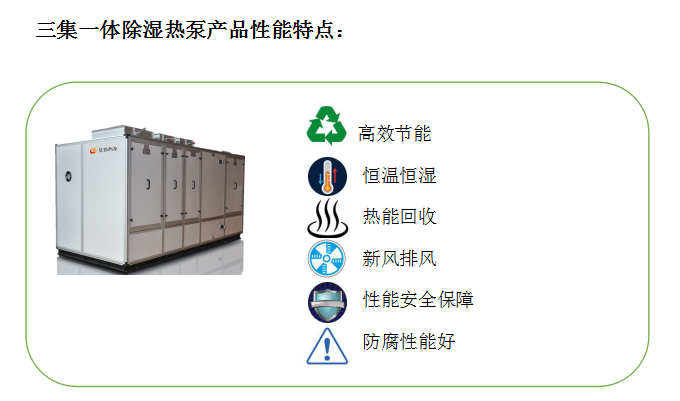 三集一体除湿热泵产品性能特点：
高效节能
恒温恒湿
热能回收
新风排风
性能安全保障
防腐性能好